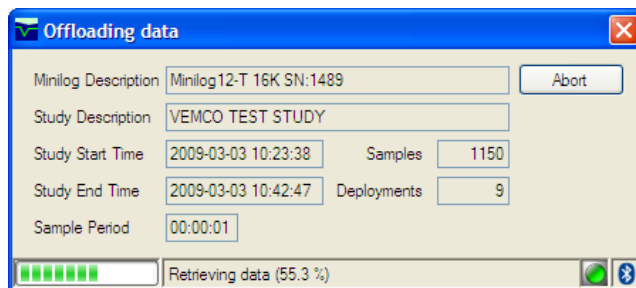 Offloading data
Minilog Description Minilog12-T 16K SN:1489 Abort
Study Description VEMCO TEST STUDY
Study Start Time 2009-03-03 10:23:38 Samples 1150
Study End Time 2009-03-03 10:42:47 Deployments 9
Sample Period 00:00:01
Retrieving data (55.3 %)